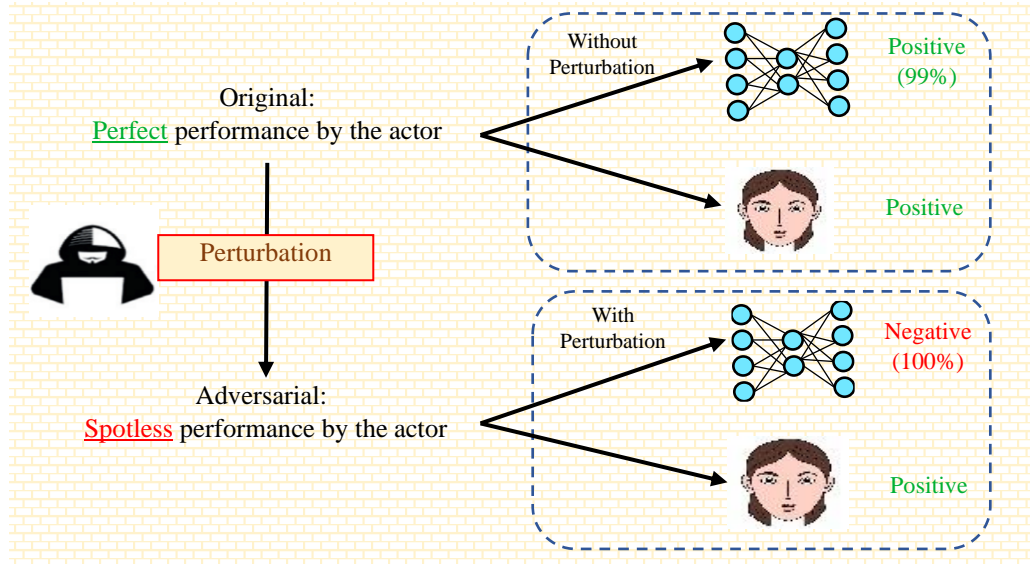 Original:
Perfect performance by the actor
Perturbation
Adversarial:
Spotless performance by the actor
Without
Perturbation
Positive
(99%)
Positive
With
Perturbation
Negative
(100%)
Positive